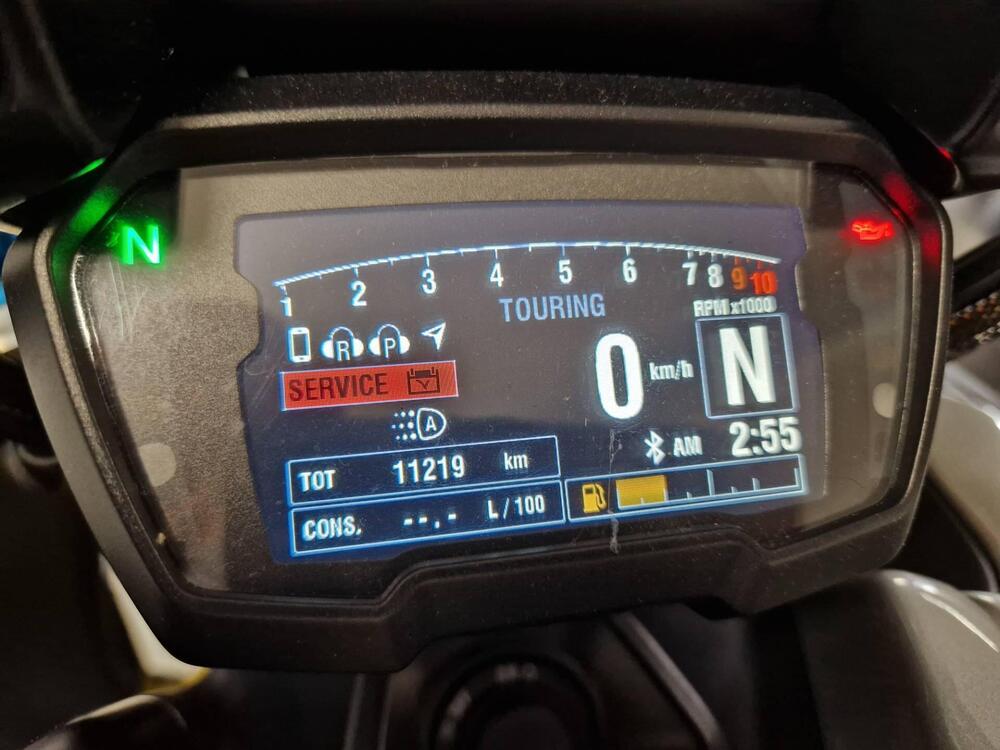 N
1 2 3 4 5 6 7 8 9 10
TOURING
RPM x1000
R P
SERVICE
0 km/h
N
A
AM 2:55
TOT 11219 km
CONS. --.- L/100